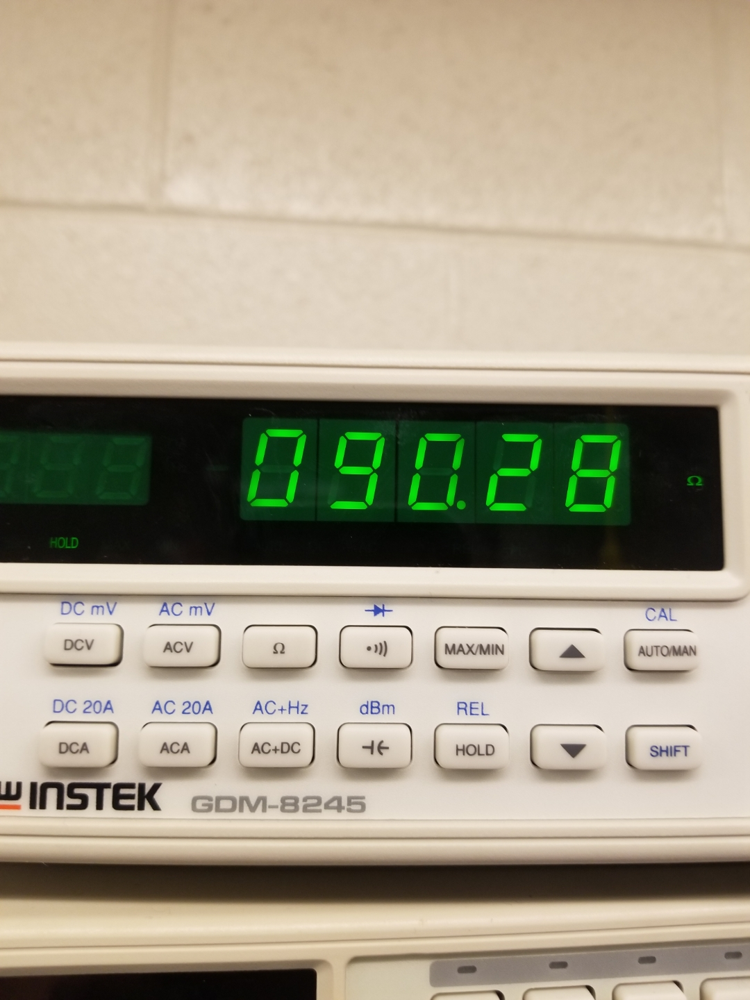 090.28 Ω
HOLD
DC mV AC mV CAL
DCV ACV Ω MAX/MIN AUTO/MAN
DC 20A AC 20A AC+Hz dBm REL
DCA ACA AC+DC HOLD SHIFT
INSTEK GDM-8245